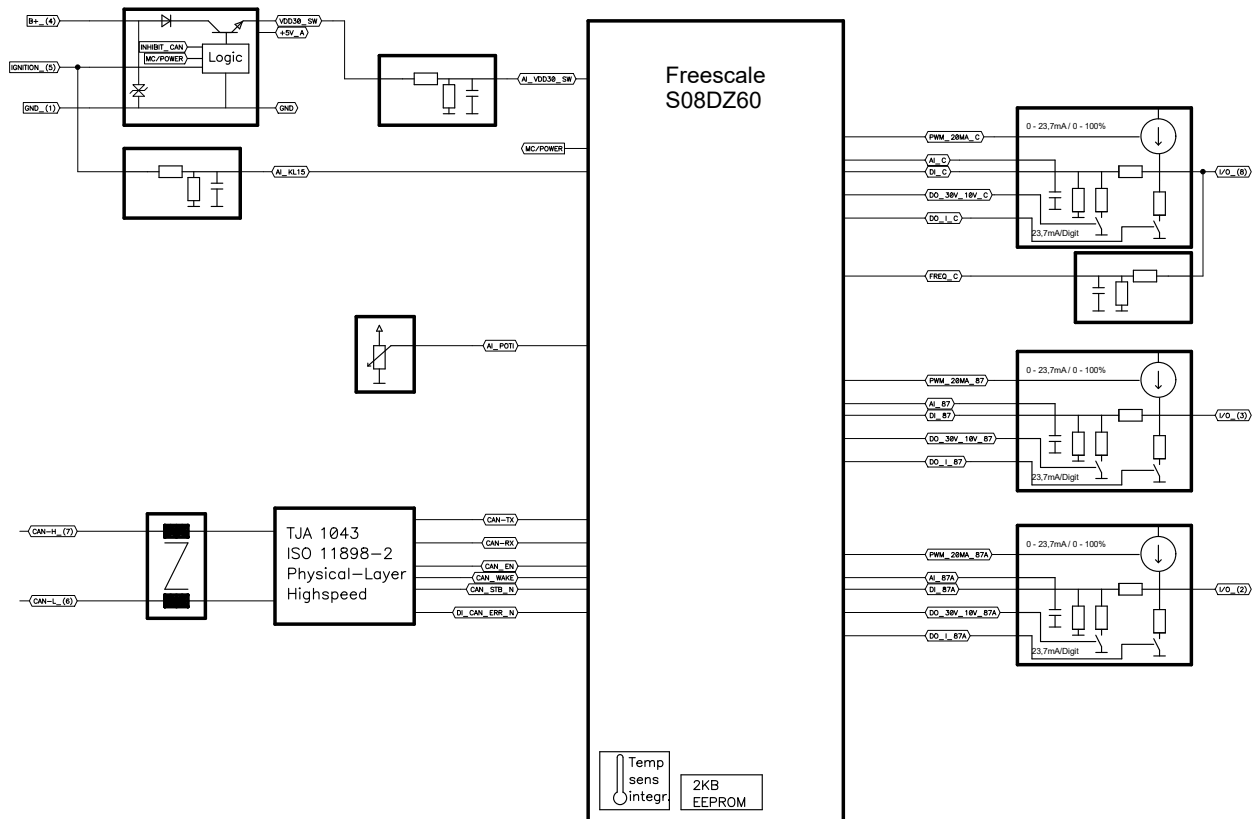 B+_(4)
VDD30_SW
+5V_A
INHIBIT_CAN
MC/POWER
Logic
IGNITION_(5)
GND_(1)
GND
AI_VDD30_SW
MC/POWER
AI_KL15
AI_POTI
CAN-H_(7)
CAN-L_(6)
TJA 1043
ISO 11898-2
Physical-Layer
Highspeed
CAN-TX
CAN-RX
CAN_EN
CAN_WAKE
CAN_STB_N
DI_CAN_ERR_N
Freescale
S08DZ60
Temp
sens
integr.
2KB
EEPROM
PWM_20MA_C
AI_C
DI_C
DO_30V_10V_C
DO_I_C
0 - 23,7mA / 0 - 100%
23,7mA/Digit
I/O_(8)
FREQ_C
PWM_20MA_87
AI_87
DI_87
DO_30V_10V_87
DO_I_87
0 - 23,7mA / 0 - 100%
23,7mA/Digit
I/O_(3)
PWM_20MA_87A
AI_87A
DI_87A
DO_30V_10V_87A
DO_I_87A
0 - 23,7mA / 0 - 100%
23,7mA/Digit
I/O_(2)